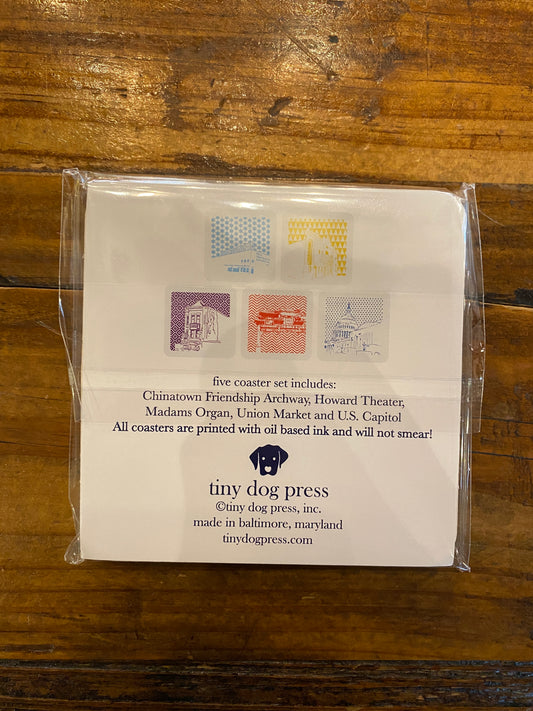 five coaster set includes:
Chinatown Friendship Archway, Howard Theater,
Madams Organ, Union Market and U.S. Capitol
All coasters are printed with oil based ink and will not smear!
tiny dog press
©tiny dog press, inc.
made in baltimore, maryland
tinydogpress.com